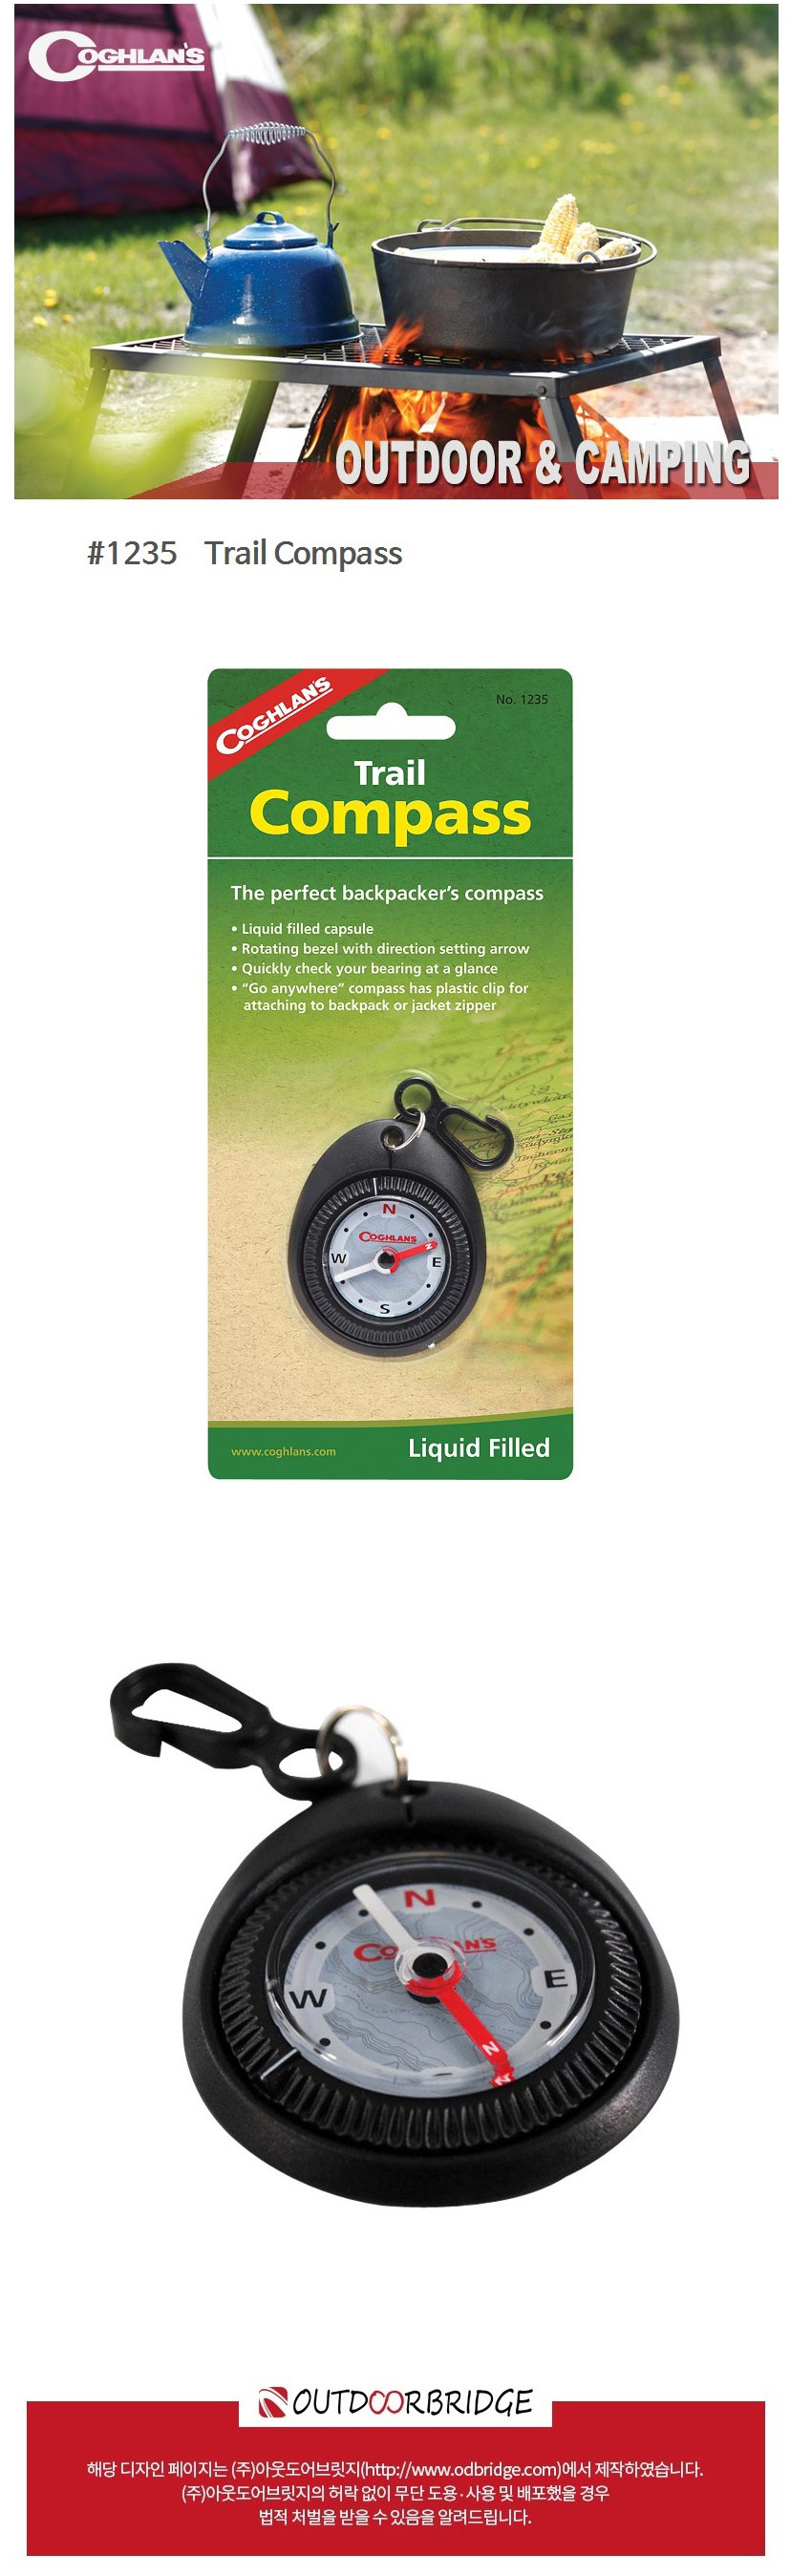 COGHLAN'S
OUTDOOR & CAMPING
#1235 Trail Compass
COGHLAN'S
No. 1235
Trail
Compass
The perfect backpacker's compass
• Liquid filled capsule
• Rotating bezel with direction setting arrow
• Quickly check your bearing at a glance
• "Go anywhere" compass has plastic clip for
attaching to backpack or jacket zipper
N
COGHLAN'S
N
W
E
S
www.coghlans.com
Liquid Filled
N
W
E
N
N
OUTDOORBRIDGE
해당 디자인 페이지는 (주)아웃도어브릿지(http://www.odbridge.com)에서 제작하였습니다.
(주)아웃도어브릿지의 허락 없이 무단 도용·사용 및 배포했을 경우
법적 처벌을 받을 수 있음을 알려드립니다.